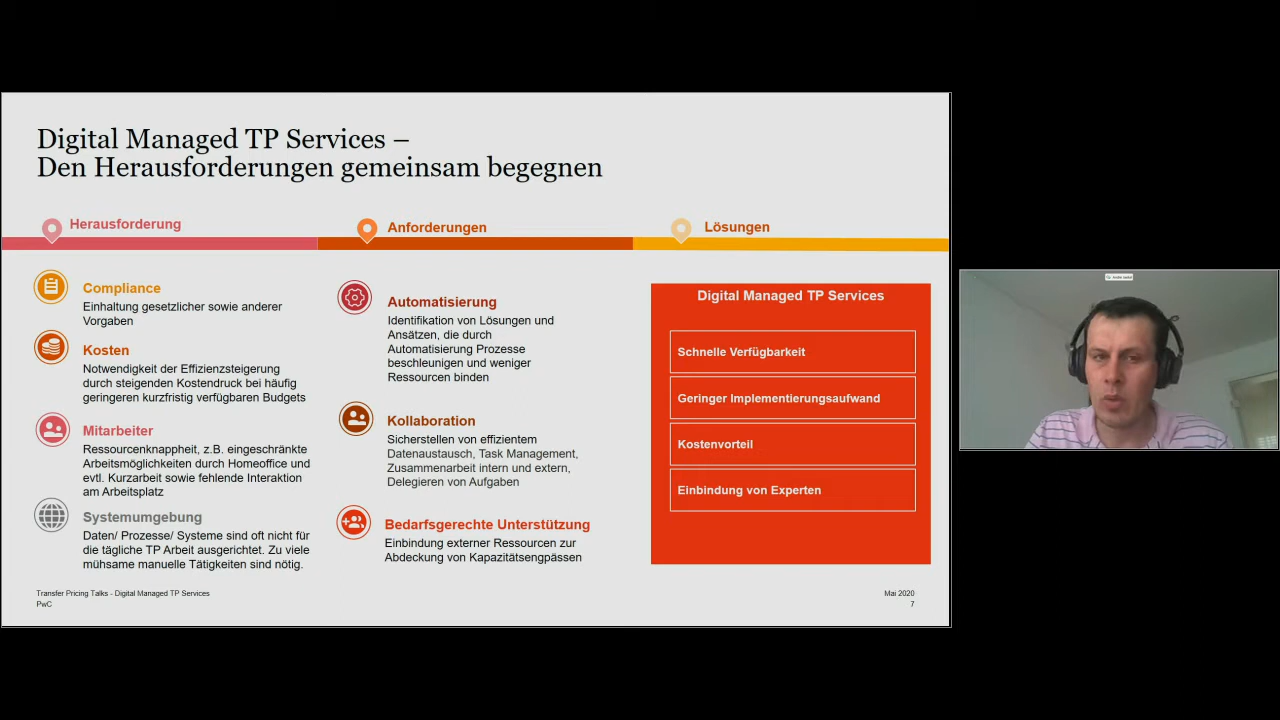 Digital Managed TP Services –
Den Herausforderungen gemeinsam begegnen
Herausforderung
Compliance
Einhaltung gesetzlicher sowie anderer
Vorgaben
Kosten
Notwendigkeit der Effizienzsteigerung
durch steigenden Kostendruck bei häufig
geringeren kurzfristig verfügbaren Budgets
Mitarbeiter
Ressourcenknappheit, z.B. eingeschränkte
Arbeitsmöglichkeiten durch Homeoffice und
evtl. Kurzarbeit sowie fehlende Interaktion
am Arbeitsplatz
Systemumgebung
Daten/ Prozesse/ Systeme sind oft nicht für
die tägliche TP Arbeit ausgerichtet. Zu viele
mühsame manuelle Tätigkeiten sind nötig.
Anforderungen
Automatisierung
Identifikation von Lösungen und
Ansätzen, die durch
Automatisierung Prozesse
beschleunigen und weniger
Ressourcen binden
Kollaboration
Sicherstellen von effizientem
Datenaustausch, Task Management,
Zusammenarbeit intern und extern,
Delegieren von Aufgaben
Bedarfsgerechte Unterstützung
Einbindung externer Ressourcen zur
Abdeckung von Kapazitätsengpässen
Lösungen
Digital Managed TP Services
Schnelle Verfügbarkeit
Geringer Implementierungsaufwand
Kostenvorteil
Einbindung von Experten
Transfer Pricing Talks - Digital Managed TP Services
PwC
Mai 2020
7